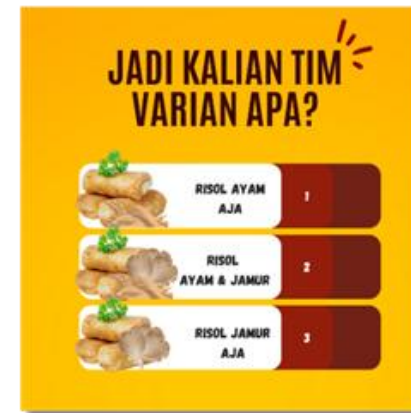 JADI KALIAN TIM
VARIAN APA?
RISOL AYAM
AJA
1
RISOL
AYAM & JAMUR
2
RISOL JAMUR
AJA
3